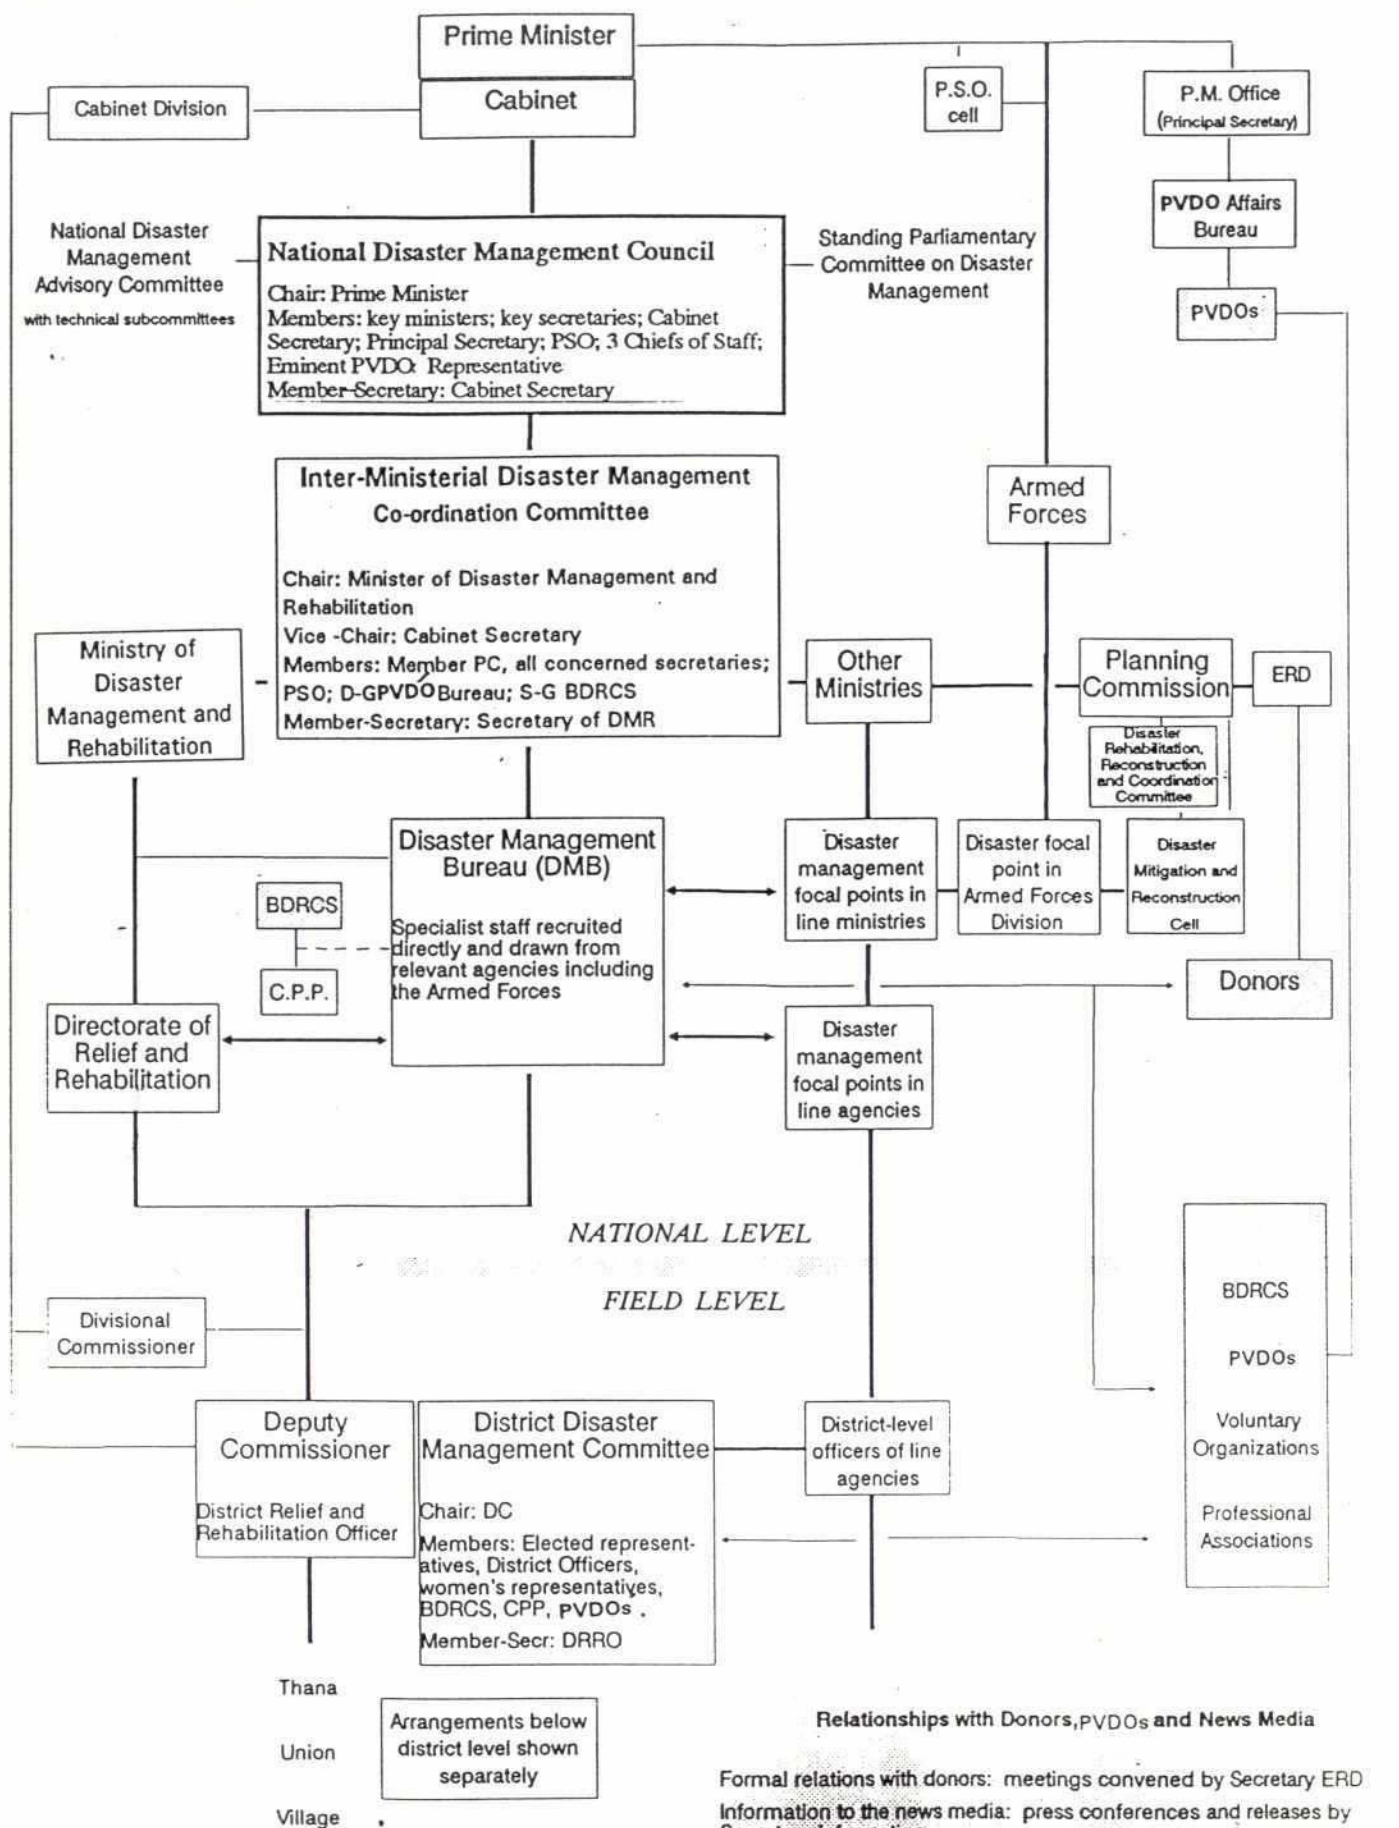 Prime Minister
Cabinet
Cabinet Division
P.S.O.
cell
P.M. Office
(Principal Secretary)
PVDO Affairs
Bureau
PVDOs
National Disaster
Management
Advisory Committee
with technical subcommittees
National Disaster Management Council
Chair: Prime Minister
Members: key ministers; key secretaries; Cabinet
Secretary; Principal Secretary; PSO; 3 Chiefs of Staff;
Eminent PVDO Representative
Member-Secretary: Cabinet Secretary
Standing Parliamentary
Committee on Disaster
Management
Inter-Ministerial Disaster Management
Co-ordination Committee
Chair: Minister of Disaster Management and
Rehabilitation
Vice -Chair: Cabinet Secretary
Members: Member PC, all concerned secretaries;
PSO; D-GPVDO Bureau; S-G BDRCS
Member-Secretary: Secretary of DMR
Armed
Forces
Ministry of
Disaster
Management and
Rehabilitation
Other
Ministries
Planning
Commission
ERD
Disaster
Rehabilitation,
Reconstruction
and Coordination
Committee
Disaster Management
Bureau (DMB)
Specialist staff recruited
directly and drawn from
relevant agencies including
the Armed Forces
BDRCS
C.P.P.
Disaster
management
focal points in
line ministries
Disaster focal
point in
Armed Forces
Division
Disaster
Mitigation and
Reconstruction
Cell
Donors
Directorate of
Relief and
Rehabilitation
Disaster
management
focal points in
line agencies
NATIONAL LEVEL
FIELD LEVEL
Divisional
Commissioner
BDRCS
PVDOs
Voluntary
Organizations
Professional
Associations
Deputy
Commissioner
District Relief and
Rehabilitation Officer
District Disaster
Management Committee
Chair: DC
Members: Elected represent-
atives, District Officers,
women's representatives,
BDRCS, CPP, PVDOs .
Member-Secr: DRRO
District-level
officers of line
agencies
Thana
Union
Village
Arrangements below
district level shown
separately
Relationships with Donors, PVDOs and News Media
Formal relations with donors: meetings convened by Secretary ERD
Information to the news media: press conferences and releases by